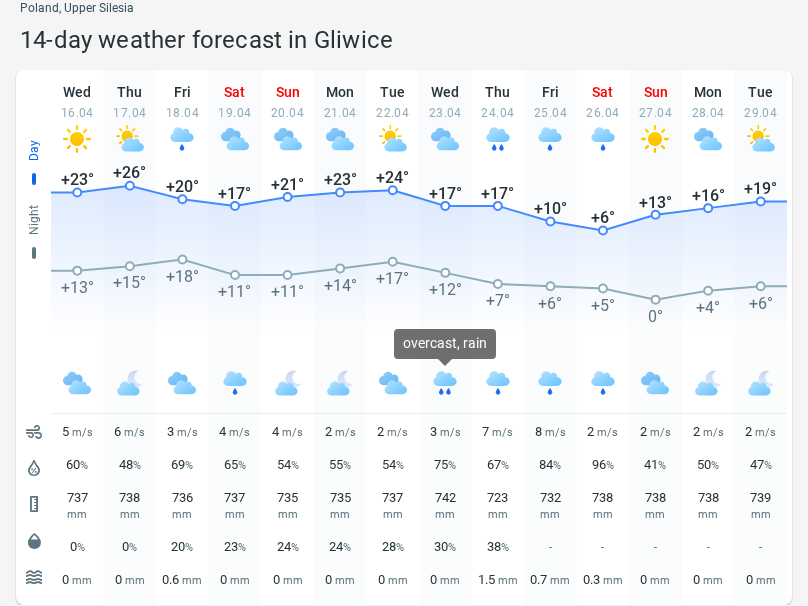 Poland, Upper Silesia
14-day weather forecast in Gliwice
Wed Thu Fri Sat Sun Mon Tue Wed Thu Fri Sat Sun Mon Tue
16.04 17.04 18.04 19.04 20.04 21.04 22.04 23.04 24.04 25.04 26.04 27.04 28.04 29.04
Day
+23° +26° +20° +17° +21° +23° +24° +17° +17° +10° +6° +13° +16° +19°
Night
+13° +15° +18° +11° +11° +14° +17° +12° +7° +6° +5° 0° +4° +6°
overcast, rain
5 m/s 6 m/s 3 m/s 4 m/s 4 m/s 2 m/s 2 m/s 3 m/s 7 m/s 8 m/s 2 m/s 2 m/s 2 m/s 2 m/s
60% 48% 69% 65% 54% 55% 54% 75% 67% 84% 96% 41% 50% 47%
737 738 736 737 735 735 737 742 723 732 738 738 738 739
mm mm mm mm mm mm mm mm mm mm mm mm mm mm
0% 0% 20% 23% 24% 24% 28% 30% 38% - - - - -
0 mm 0 mm 0.6 mm 0 mm 0 mm 0 mm 0 mm 0 mm 1.5 mm 0.7 mm 0.3 mm 0 mm 0 mm 0 mm